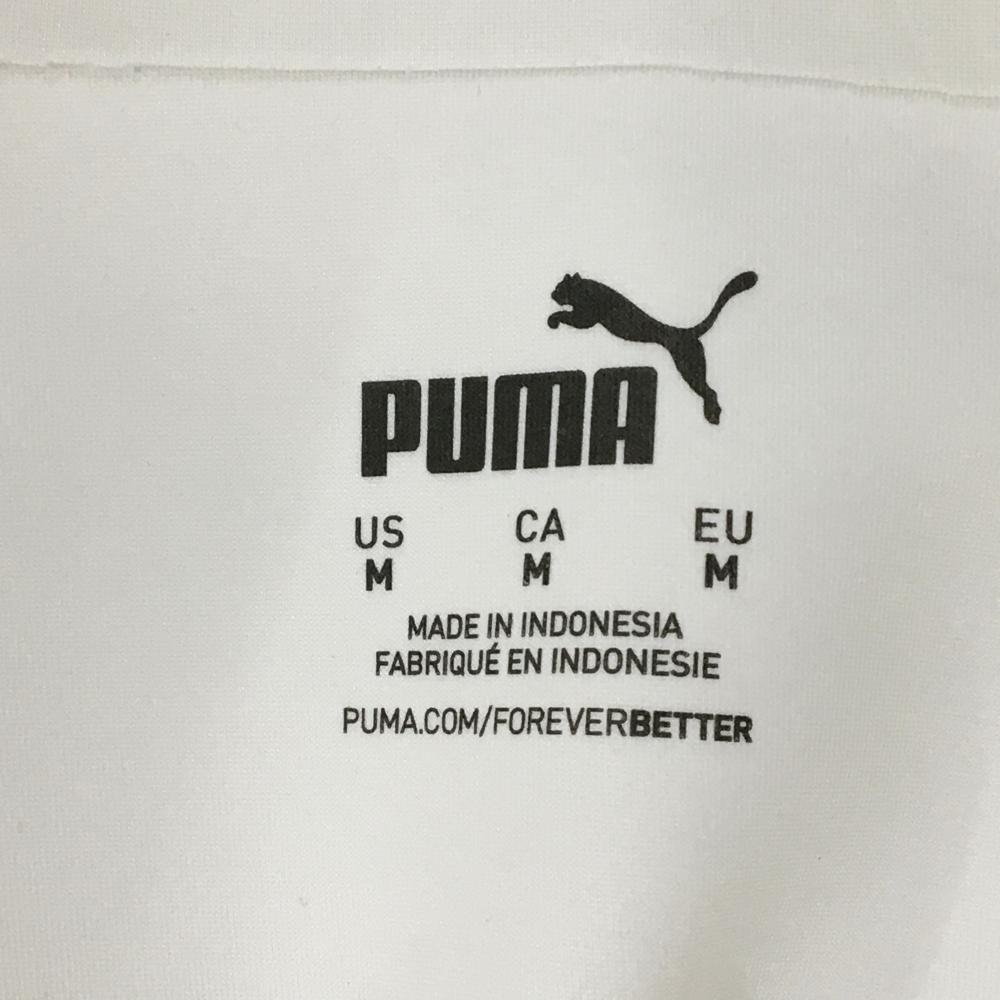 PUMA
US CA EU
M M M
MADE IN INDONESIA
FABRIQUÉ EN INDONESIE
PUMA.COM/FOREVERBETTER